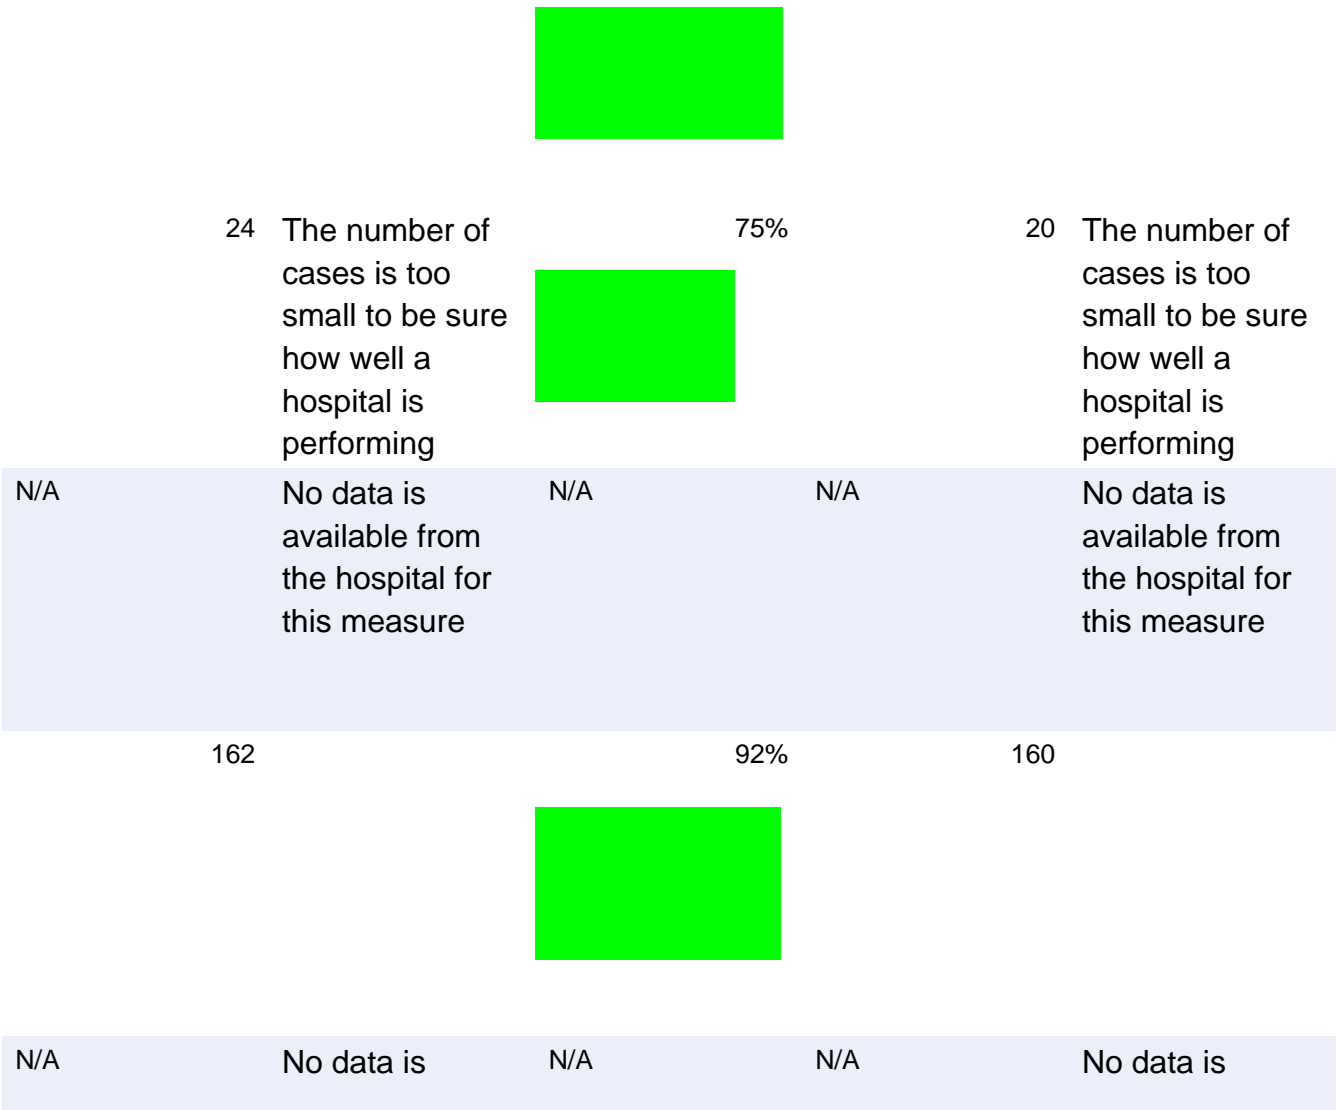 24 The number of 75% 20 The number of
cases is too cases is too
small to be sure small to be sure
how well a how well a
hospital is hospital is
performing performing
N/A No data is N/A N/A No data is
available from available from
the hospital for the hospital for
this measure this measure
162 92% 160
N/A No data is N/A N/A No data is